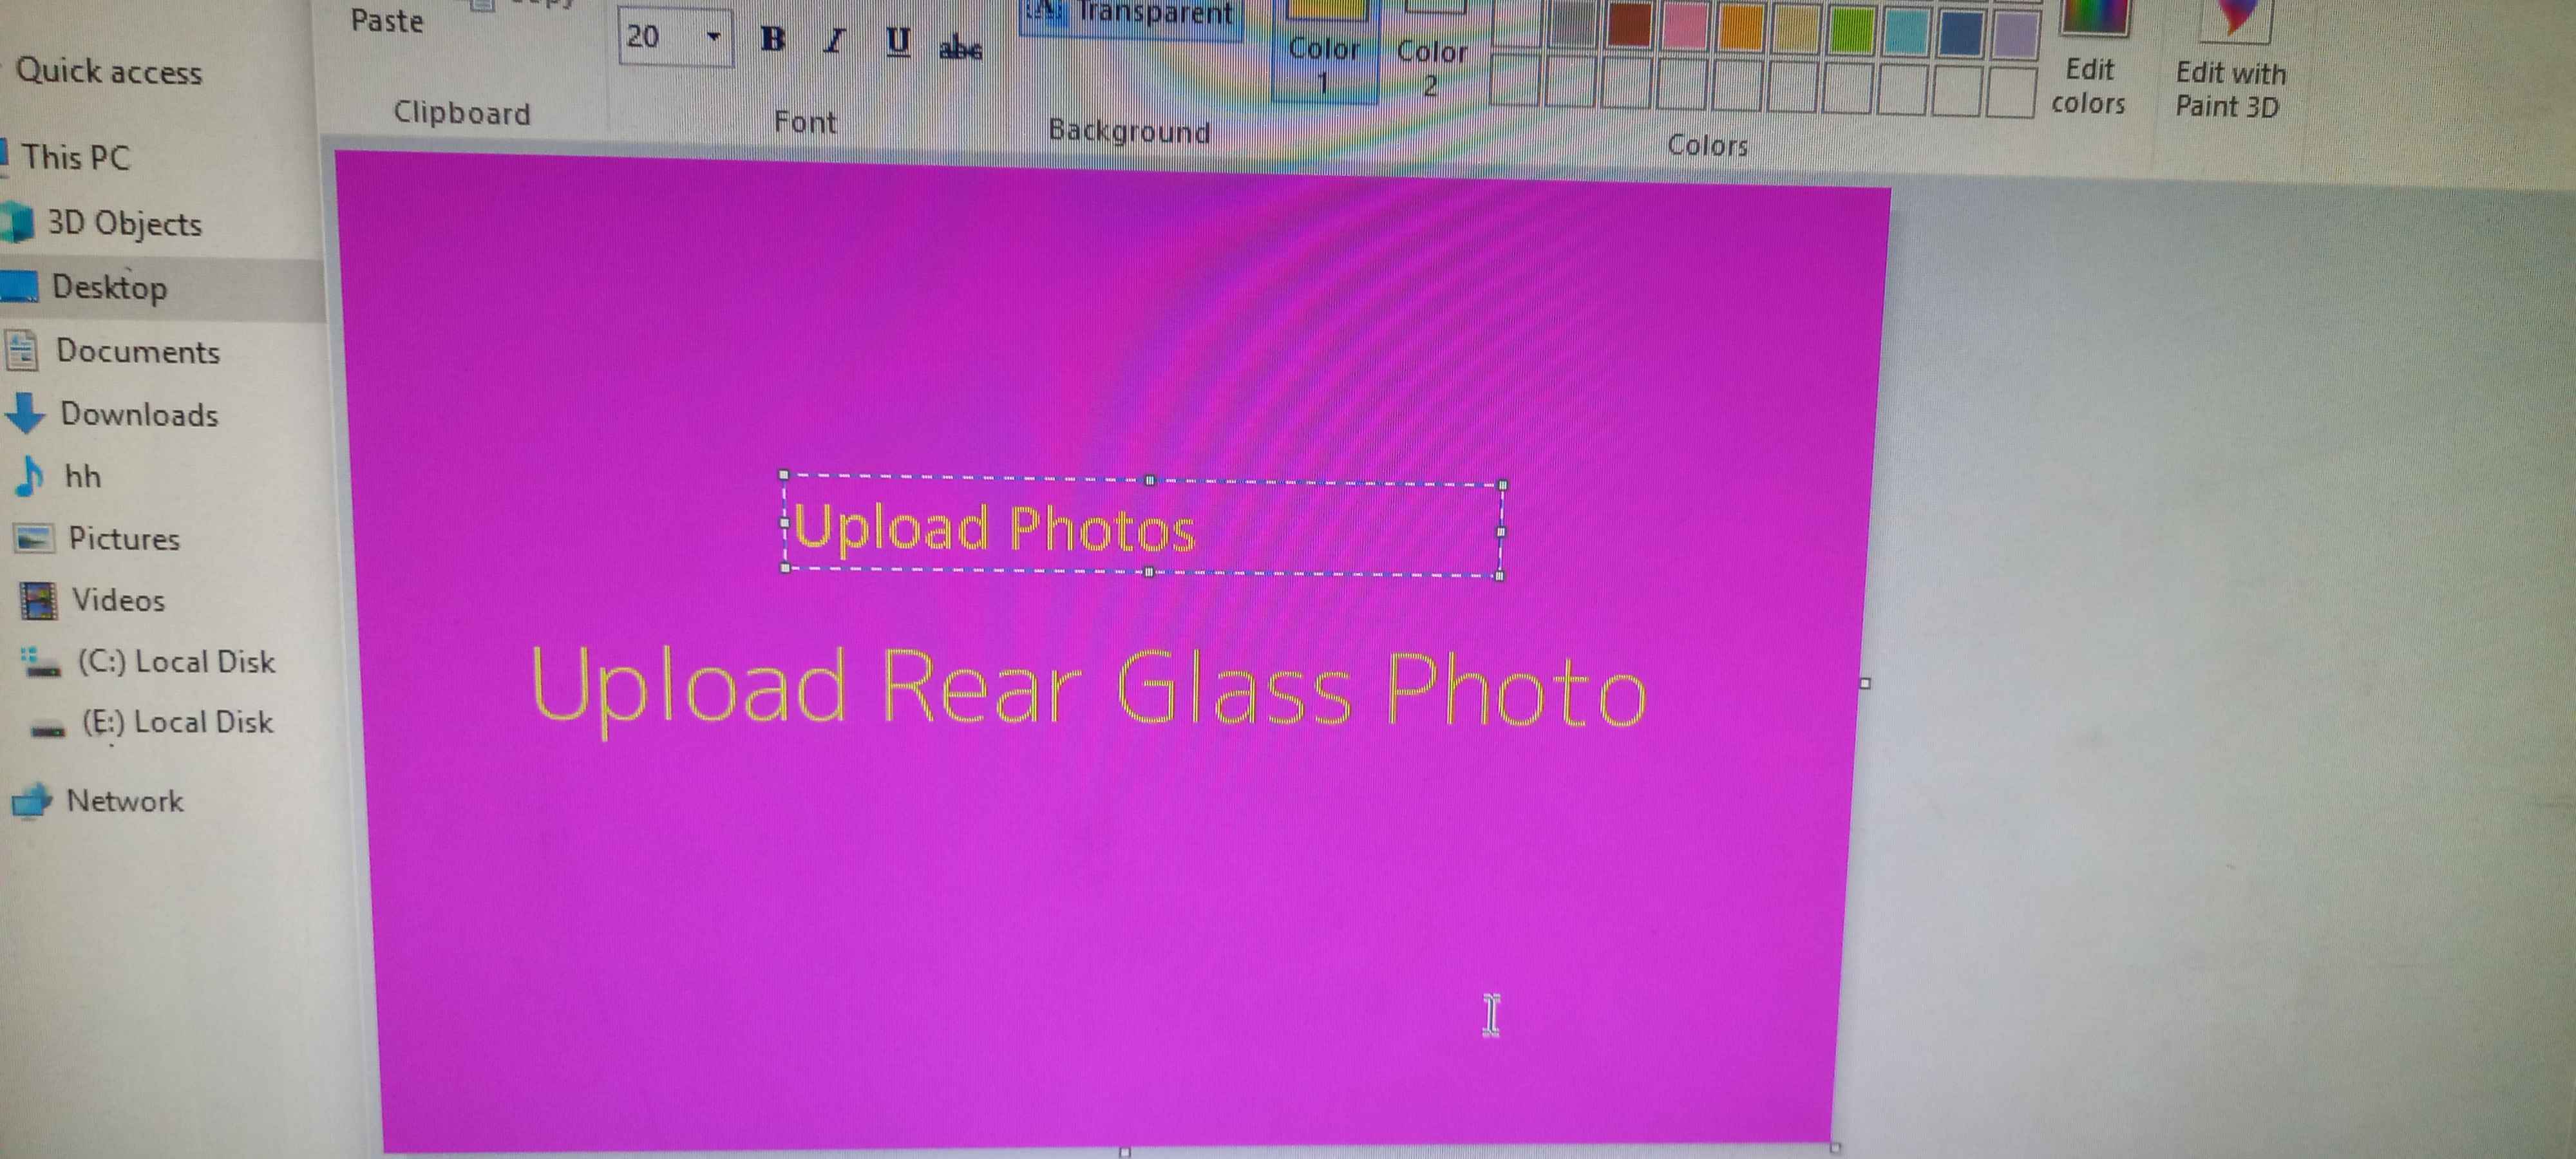 Paste
20
B I U abc
Transparent
Color 1
Color 2
Edit colors
Edit with Paint 3D
Clipboard
Font
Background
Colors
Quick access
This PC
3D Objects
Desktop
Documents
Downloads
hh
Pictures
Videos
(C:) Local Disk
(E:) Local Disk
Network
Upload Photos
Upload Rear Glass Photo